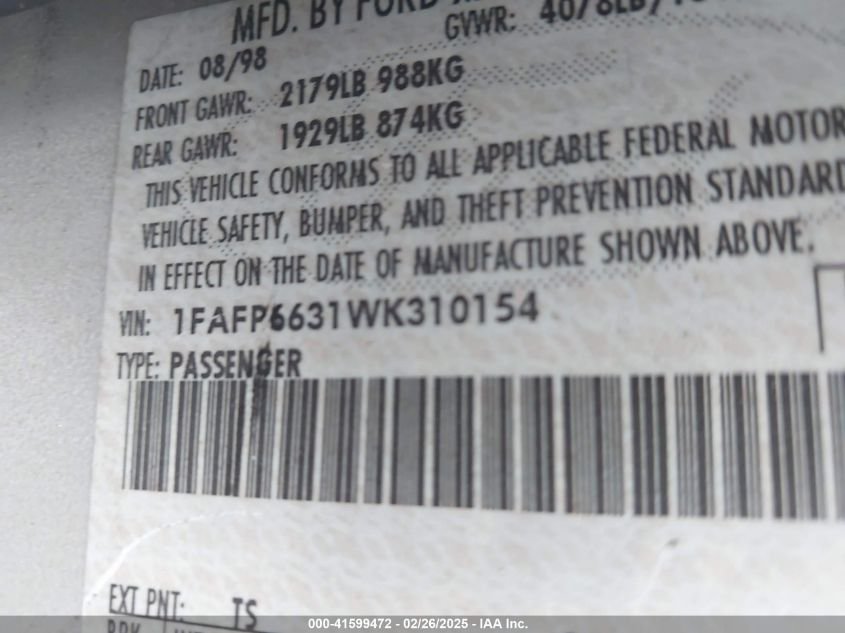 MFD. BY FORD
GVWR: 4078LB/
DATE: 08/98
FRONT GAWR: 2179LB 988KG
REAR GAWR: 1929LB 874KG
THIS VEHICLE CONFORMS TO ALL APPLICABLE FEDERAL MOTOR
VEHICLE SAFETY, BUMPER, AND THEFT PREVENTION STANDARD
IN EFFECT ON THE DATE OF MANUFACTURE SHOWN ABOVE.
VIN: 1FAFP6631WK310154
TYPE: PASSENGER
EXT PNT: TS
000-41599472 - 02/26/2025 - IAA Inc.